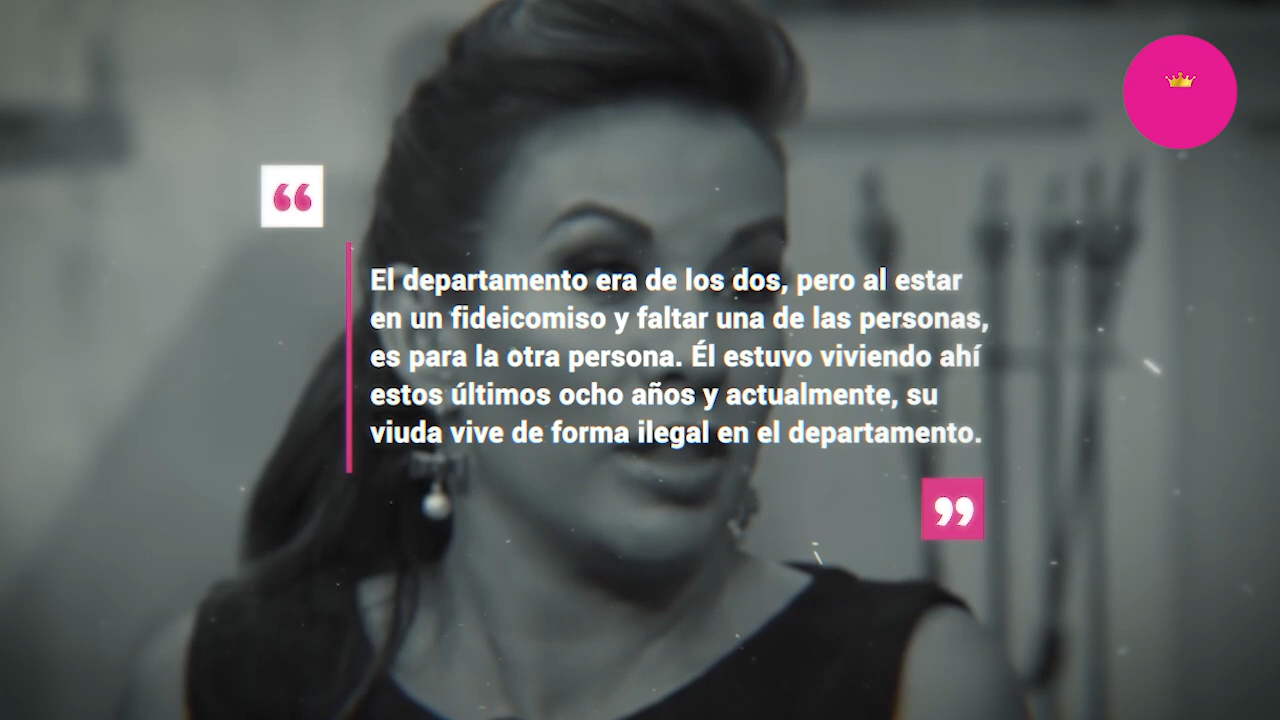 “
El departamento era de los dos, pero al estar
en un fideicomiso y faltar una de las personas,
es para la otra persona. Él estuvo viviendo ahí
estos últimos ocho años y actualmente, su
viuda vive de forma ilegal en el departamento.
”